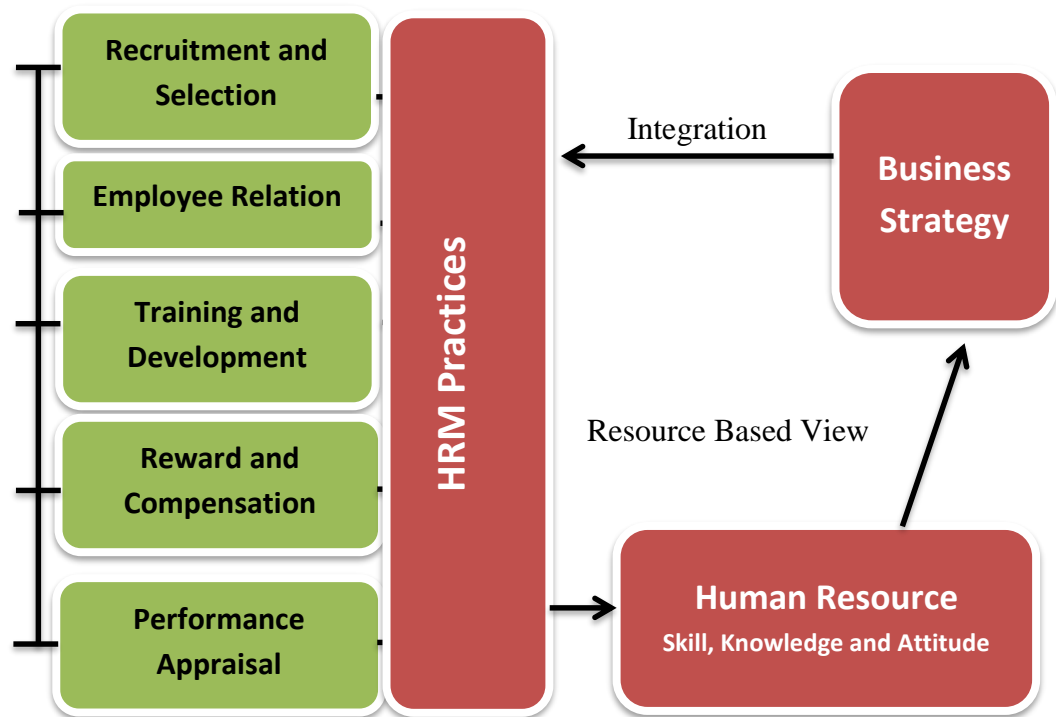 Recruitment and
Selection
Employee Relation
Training and
Development
Reward and
Compensation
Performance
Appraisal
HRM Practices
Integration
Business
Strategy
Resource Based View
Human Resource
Skill, Knowledge and Attitude